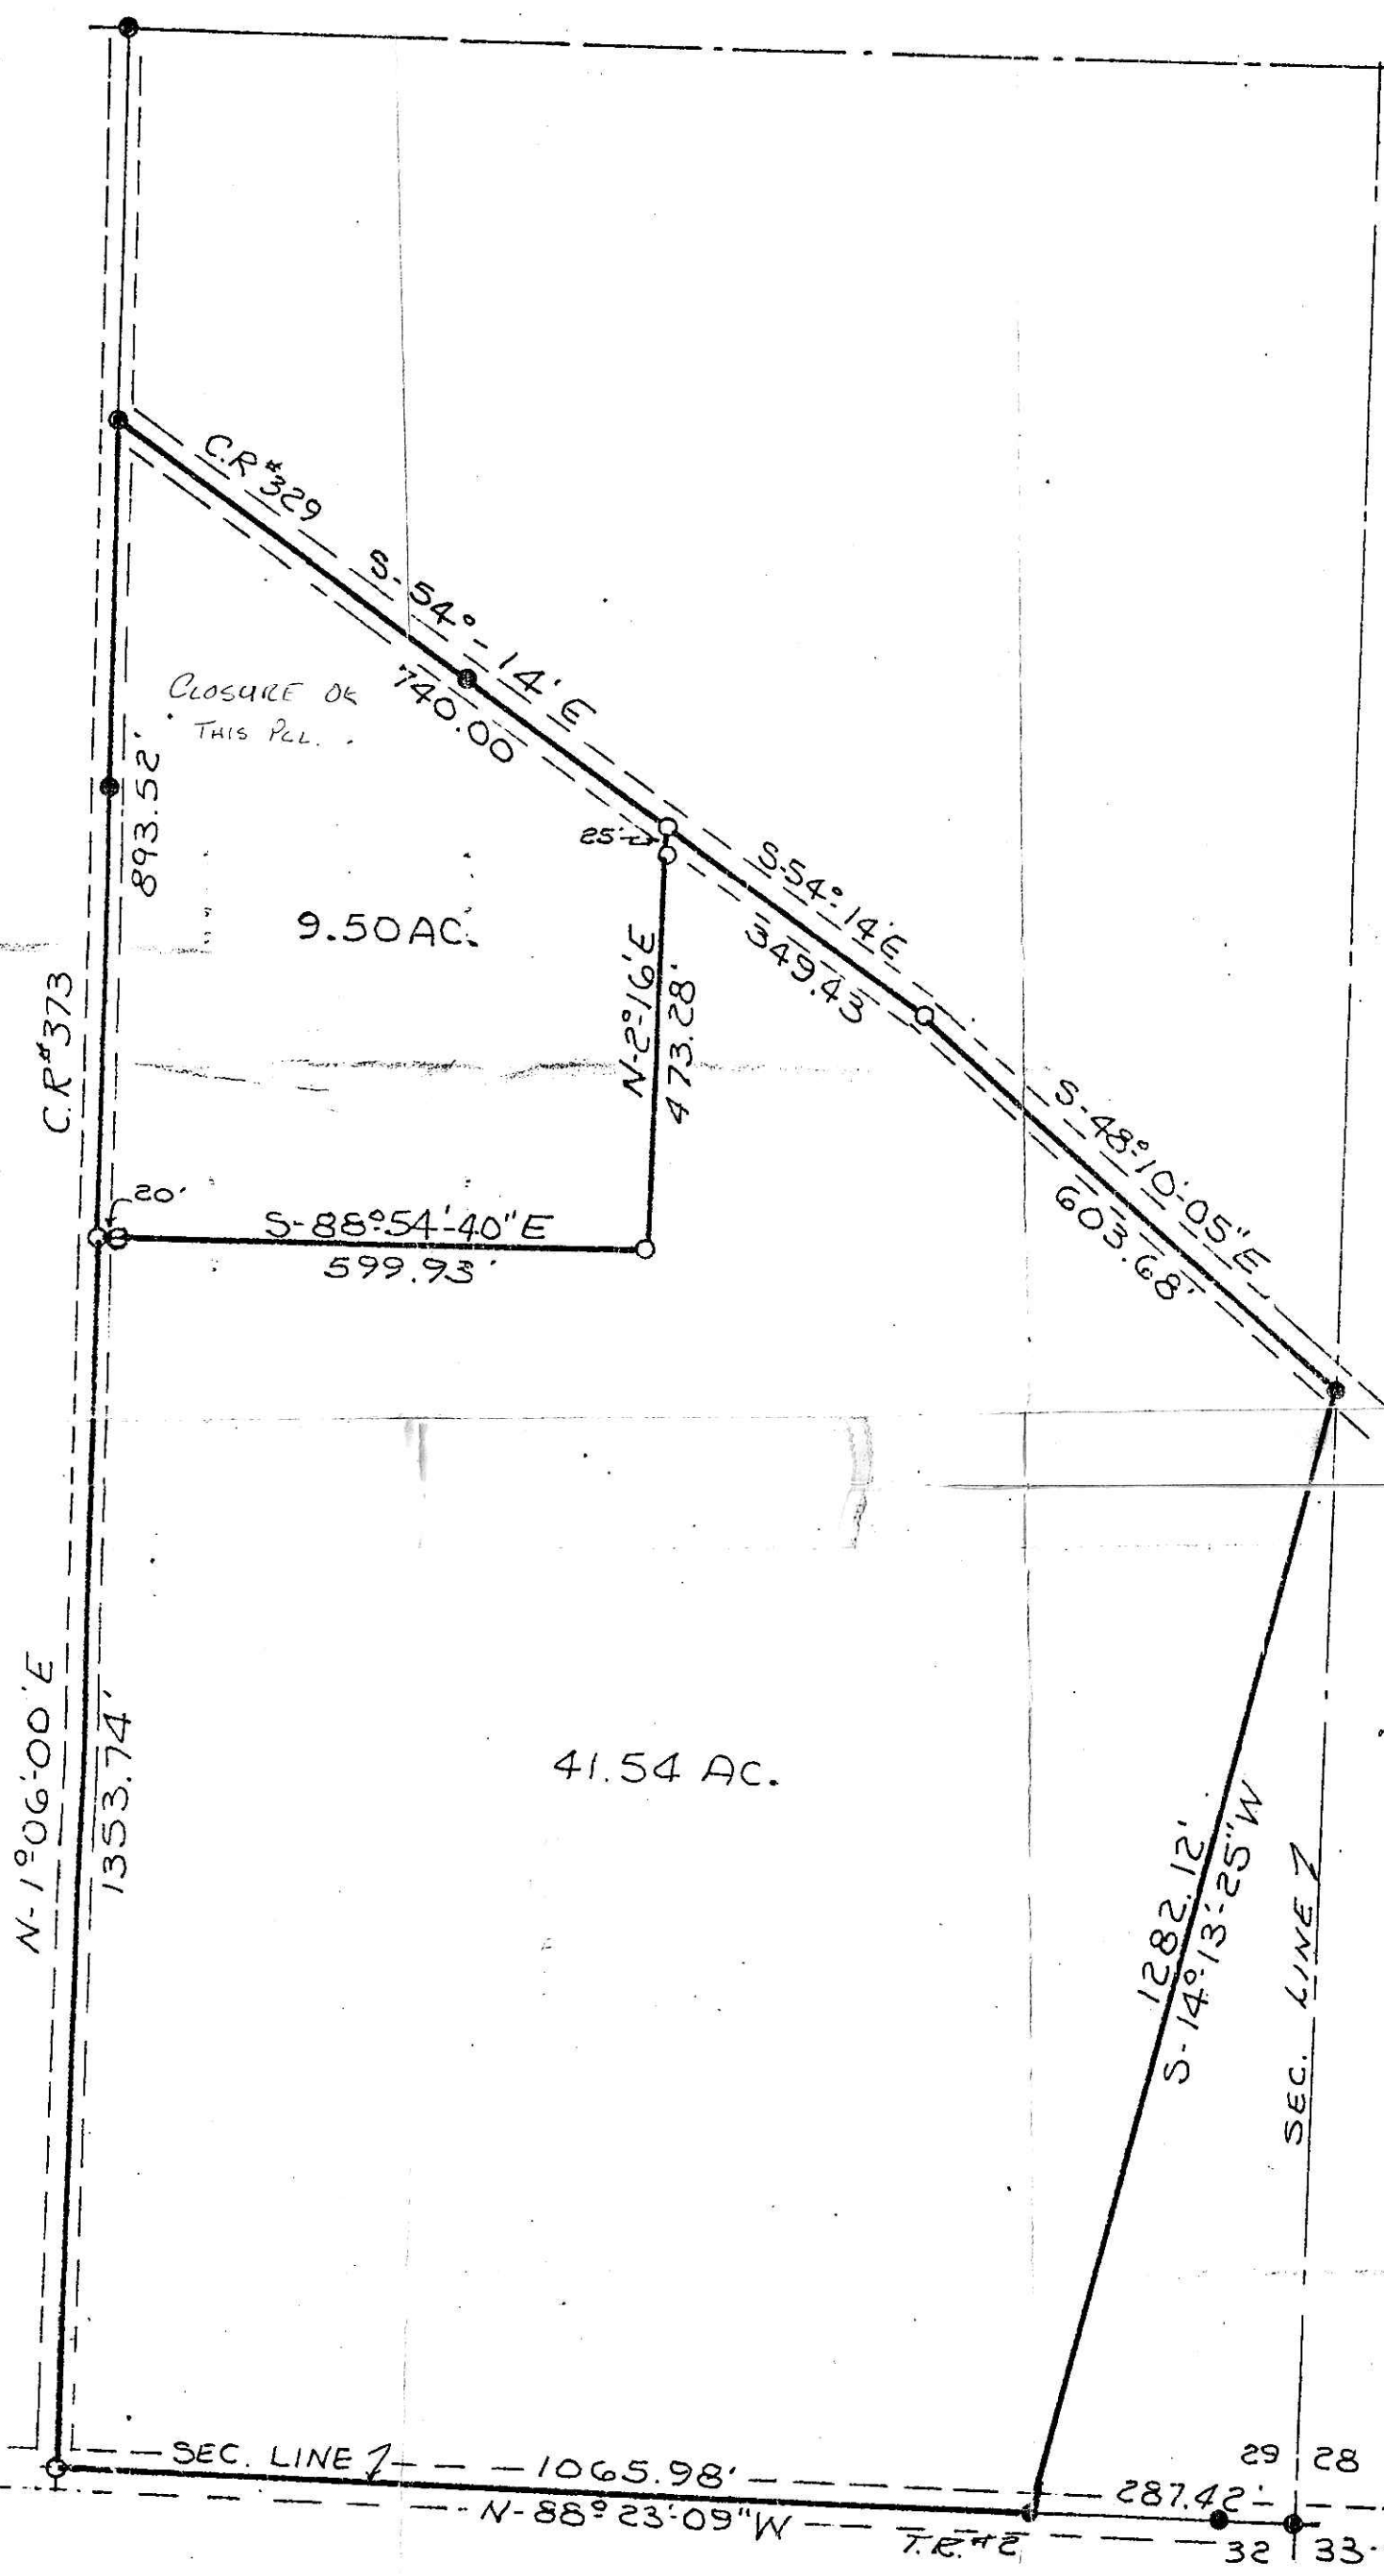 C.R #329
S-54°-14'E
740.00
CLOSURE OK
THIS PCL.
893.52'
25'
S-54°-14'E
349.43
9.50 AC.
N-2°-16'E
473.28'
C.R #373
S-48°-10'-05"E
603.68'
20'
S-88°-54'-40"E
599.93'
N-1°-06'-00'E
1353.74'
41.54 AC.
1282.12'
S-14°-13'-25"W
SEC. LINE
SEC. LINE
1065.98'
N-88°23'-09"W
T.R. #2
287.42'
29 28
32 33